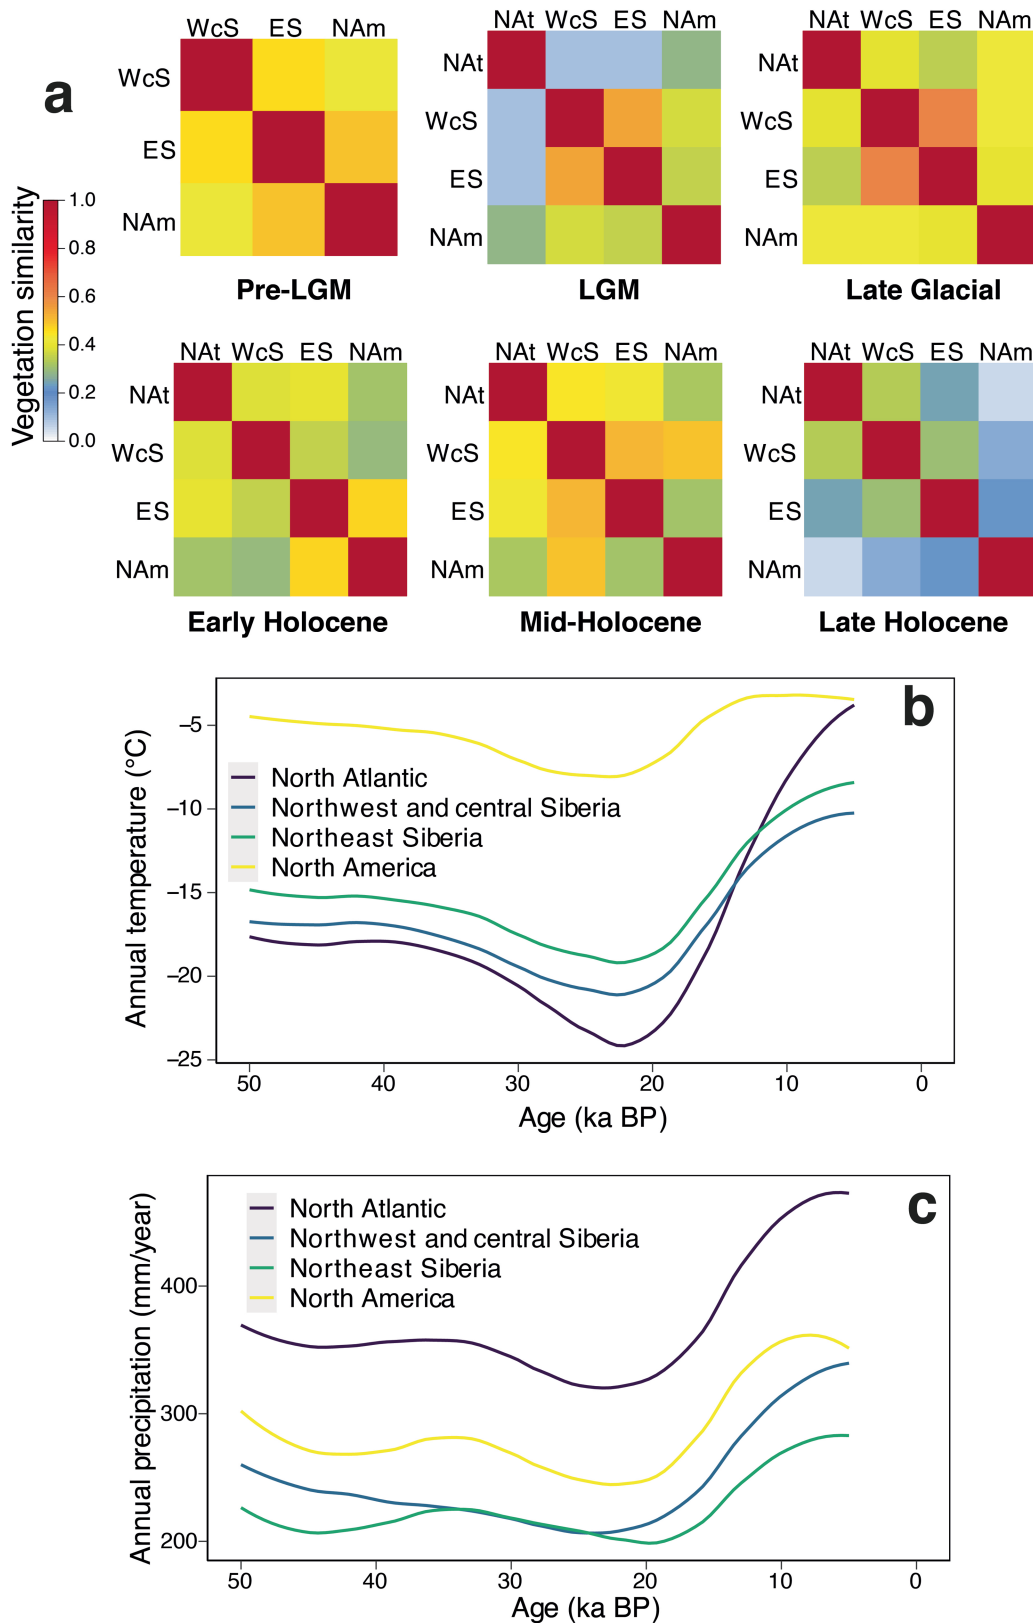 a
WcS ES NAm
WcS
ES
NAm
Pre-LGM
NAt WcS ES NAm
NAt
WcS
ES
NAm
LGM
NAt WcS ES NAm
NAt
WcS
ES
NAm
Late Glacial
Vegetation similarity
1.0
0.8
0.6
0.4
0.2
0.0
NAt WcS ES NAm
NAt
WcS
ES
NAm
Early Holocene
NAt WcS ES NAm
NAt
WcS
ES
NAm
Mid-Holocene
NAt WcS ES NAm
NAt
WcS
ES
NAm
Late Holocene
b
Annual temperature (°C)
−5
−10
−15
−20
−25
North Atlantic
Northwest and central Siberia
Northeast Siberia
North America
50 40 30 20 10 0
Age (ka BP)
c
Annual precipitation (mm/year)
400
300
200
North Atlantic
Northwest and central Siberia
Northeast Siberia
North America
50 40 30 20 10 0
Age (ka BP)